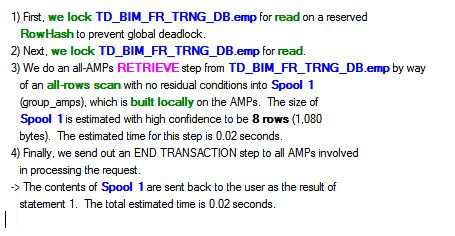 1) First, we lock TD_BIM_FR_TRNG_DB.emp for read on a reserved
RowHash to prevent global deadlock.
2) Next, we lock TD_BIM_FR_TRNG_DB.emp for read.
3) We do an all-AMPs RETRIEVE step from TD_BIM_FR_TRNG_DB.emp by way
of an all-rows scan with no residual conditions into Spool 1
(group_amps), which is built locally on the AMPs. The size of
Spool 1 is estimated with high confidence to be 8 rows (1,080
bytes). The estimated time for this step is 0.02 seconds.
4) Finally, we send out an END TRANSACTION step to all AMPs involved
in processing the request.
-> The contents of Spool 1 are sent back to the user as the result of
statement 1. The total estimated time is 0.02 seconds.